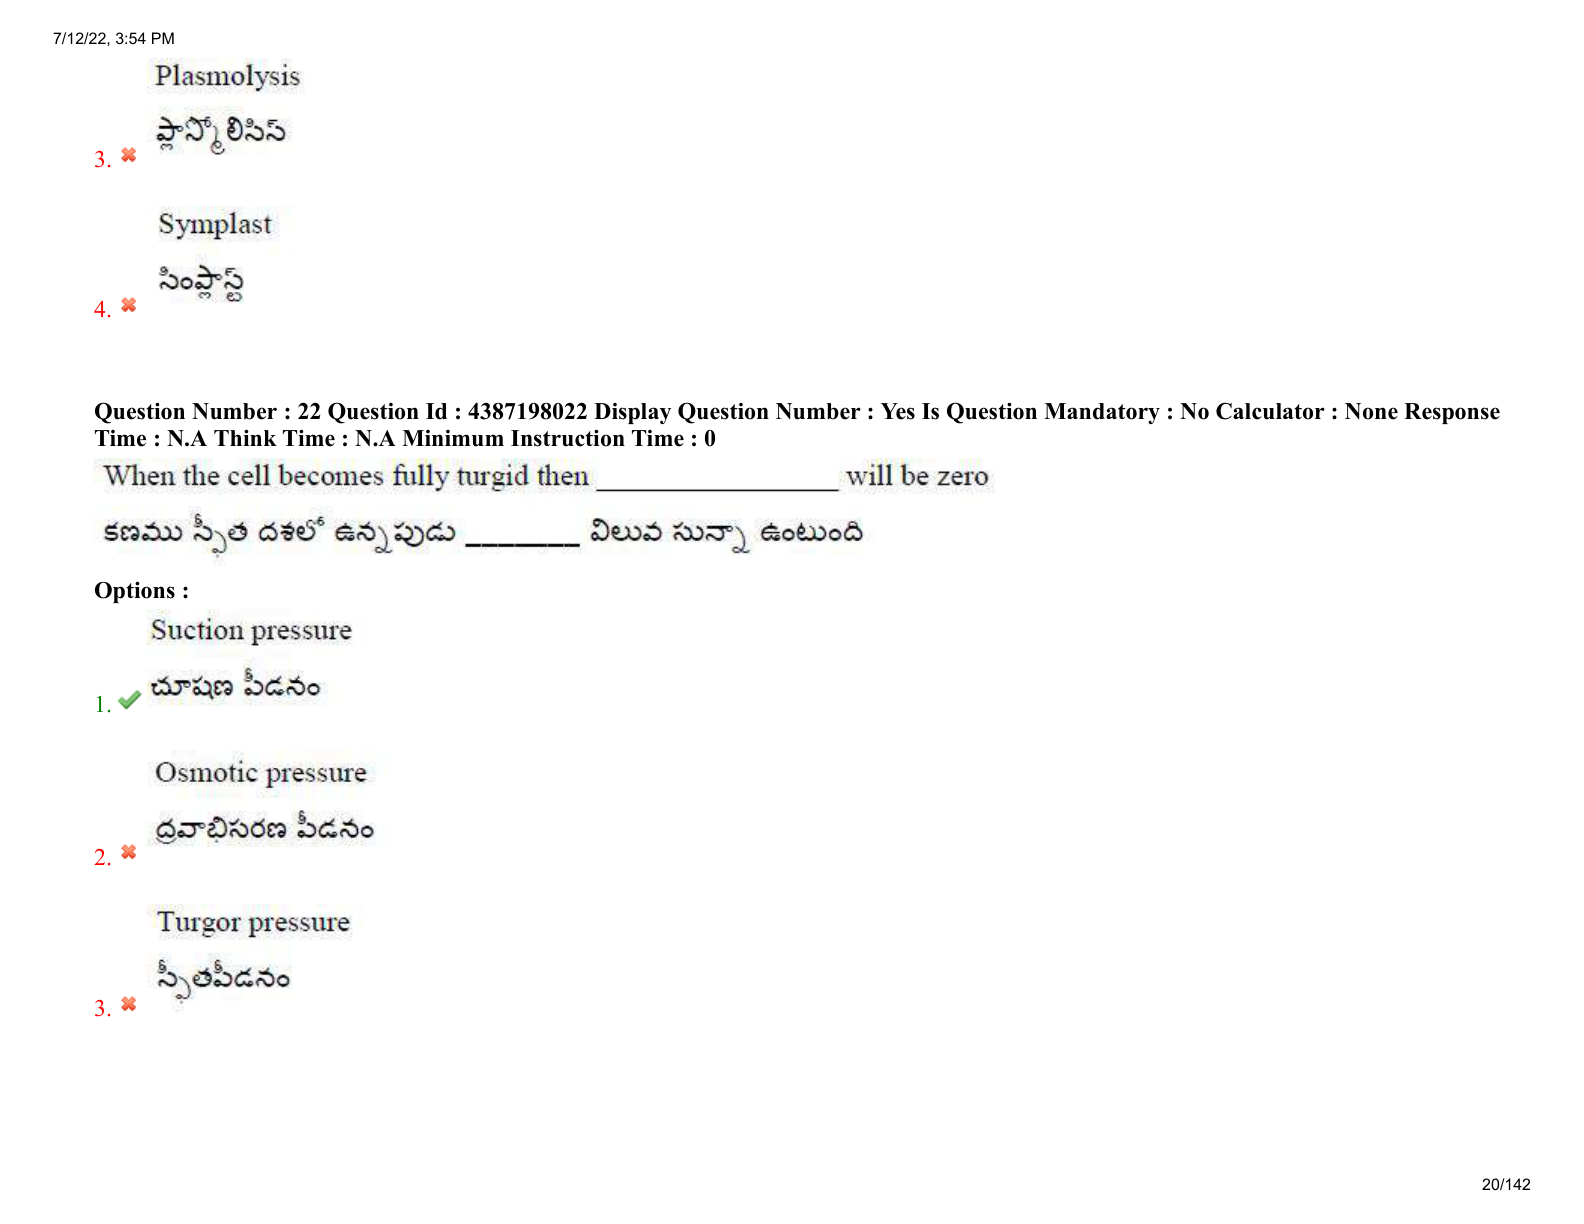 7/12/22, 3:54 PM
Plasmolysis
ప్లాస్మోలిసిస్
3.
Symplast
సింప్లాస్ట్
4.
Question Number : 22 Question Id : 4387198022 Display Question Number : Yes Is Question Mandatory : No Calculator : None Response
Time : N.A Think Time : N.A Minimum Instruction Time : 0
When the cell becomes fully turgid then _________________ will be zero
కణము స్ఫీత దశలో ఉన్నపుడు ________ విలువ సున్నా ఉంటుంది
Options :
Suction pressure
చూషణ పీడనం
1.
Osmotic pressure
ద్రవాభిసరణ పీడనం
2.
Turgor pressure
స్ఫీతపీడనం
3.
20/142